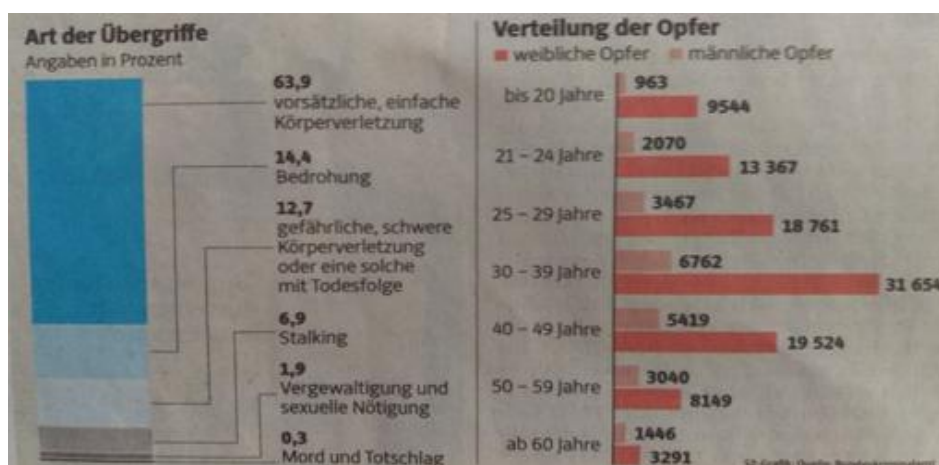 Art der Übergriffe
Angaben in Prozent
63,9
vorsätzliche, einfache
Körperverletzung
14,4
Bedrohung
12,7
gefährliche, schwere
Körperverletzung
oder eine solche
mit Todesfolge
6,9
Stalking
1,9
Vergewaltigung und
sexuelle Nötigung
0,3
Mord und Totschlag
Verteilung der Opfer
weibliche Opfer männliche Opfer
bis 20 Jahre 963
9544
21 – 24 Jahre 2070
13 367
25 – 29 Jahre 3467
18 761
30 – 39 Jahre 6762
31 654
40 – 49 Jahre 5419
19 524
50 – 59 Jahre 3040
8149
ab 60 Jahre 1446
3291
SZ-Grafik; Quelle: Bundeskriminalamt